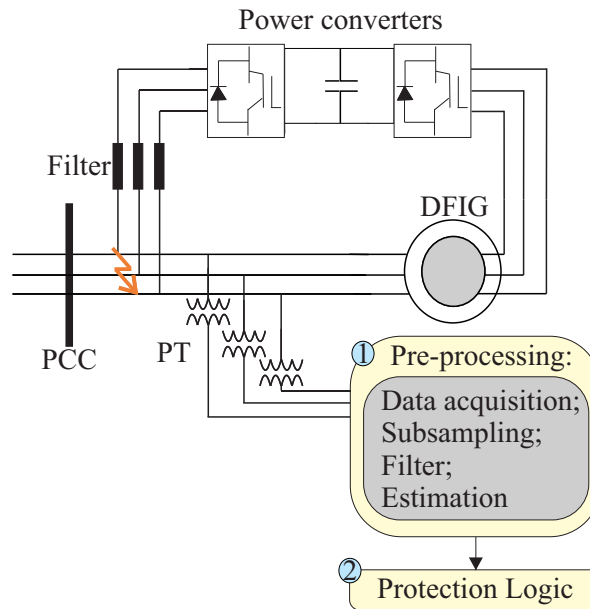 Power converters
Filter
DFIG
PCC
PT
1
Pre-processing:
Data acquisition;
Subsampling;
Filter;
Estimation
2
Protection Logic